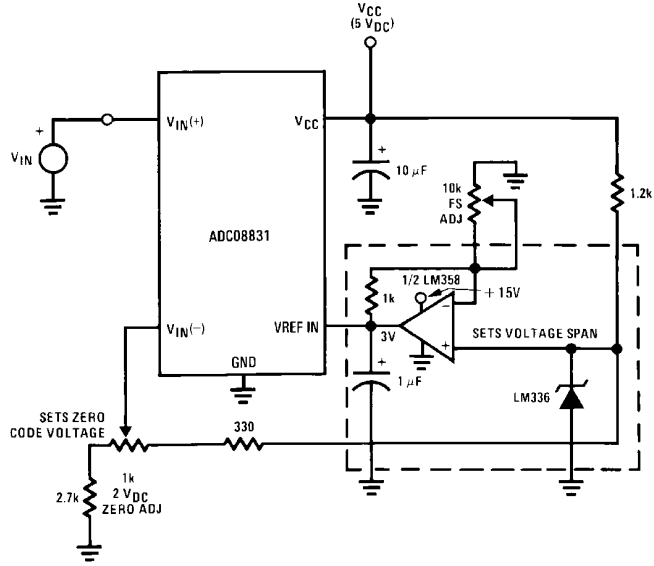 VCC
(5 VDC)
+
VIN
VIN(+)
VCC
+
10 µF
10k
FS
ADJ
1.2k
ADC08831
1/2 LM358
+ 15V
1k
−
VIN(−)
VREF IN
3V
SETS VOLTAGE SPAN
+
GND
+
1 µF
LM336
SETS ZERO
CODE VOLTAGE
330
1k
2 VDC
ZERO ADJ
2.7k